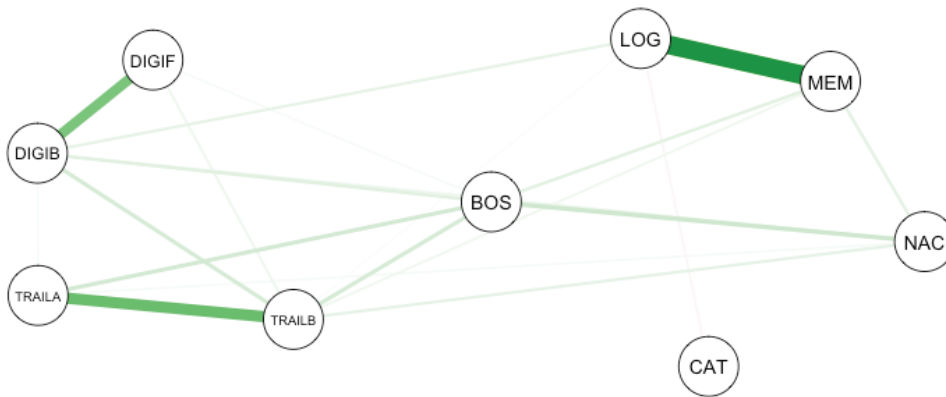 LOG
DIGIF
MEM
DIGIB
BOS
NAC
TRAILA
TRAILB
CAT